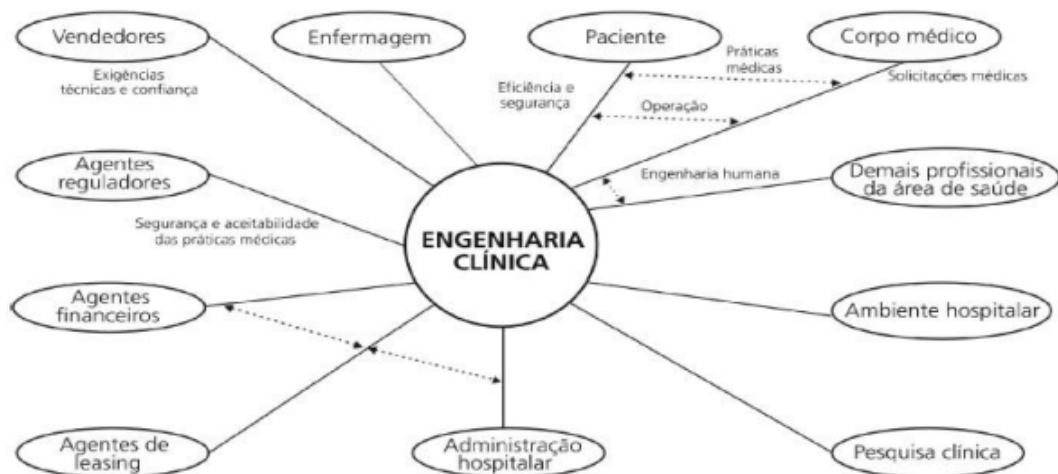 Vendedores
Enfermagem
Paciente
Corpo médico
Exigências
técnicas e confiança
Eficiência e
segurança
Práticas
médicas
Solicitações médicas
Operação
Agentes
reguladores
Engenharia humana
Demais profissionais
da área de saúde
Segurança e aceitabilidade
das práticas médicas
ENGENHARIA
CLÍNICA
Agentes
financeiros
Ambiente hospitalar
Agentes de
leasing
Administração
hospitalar
Pesquisa clínica